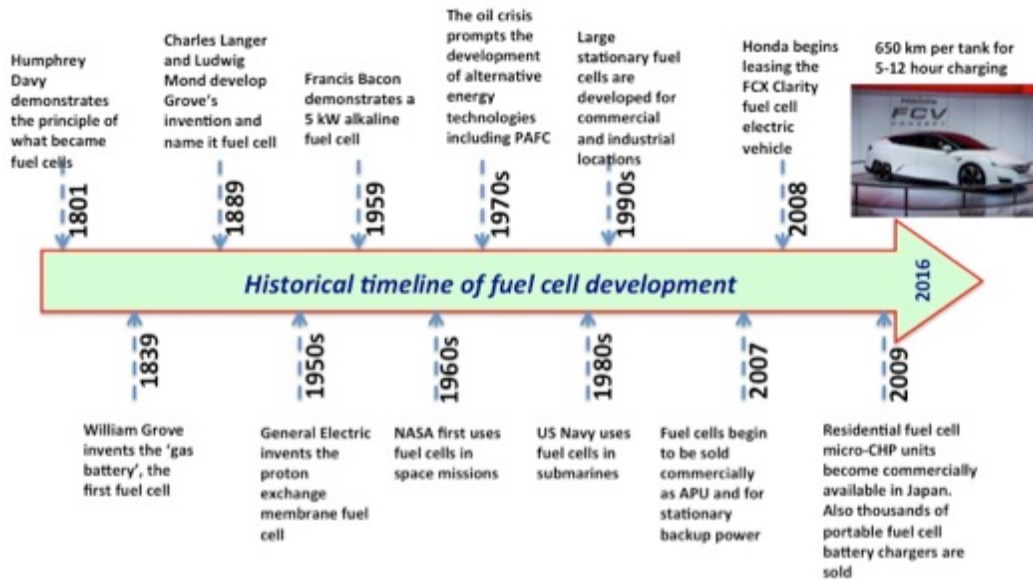 Humphrey
Davy
demonstrates
the principle of
what became
fuel cells
1801
Charles Langer
and Ludwig
Mond develop
Grove's
invention and
name it fuel cell
1889
Francis Bacon
demonstrates a
5 kW alkaline
fuel cell
1959
The oil crisis
prompts the
development
of alternative
energy
technologies
including PAFC
1970s
Large
stationary fuel
cells are
developed for
commercial
and industrial
locations
1990s
Honda begins
leasing the
FCX Clarity
fuel cell
electric
vehicle
2008
650 km per tank for
5-12 hour charging
FCV
CONCEPT
Historical timeline of fuel cell development
2016
1839
William Grove
invents the 'gas
battery', the
first fuel cell
1950s
General Electric
invents the
proton
exchange
membrane fuel
cell
1960s
NASA first uses
fuel cells in
space missions
1980s
US Navy uses
fuel cells in
submarines
2007
Fuel cells begin
to be sold
commercially
as APU and for
stationary
backup power
2009
Residential fuel cell
micro-CHP units
become commercially
available in Japan.
Also thousands of
portable fuel cell
battery chargers are
sold